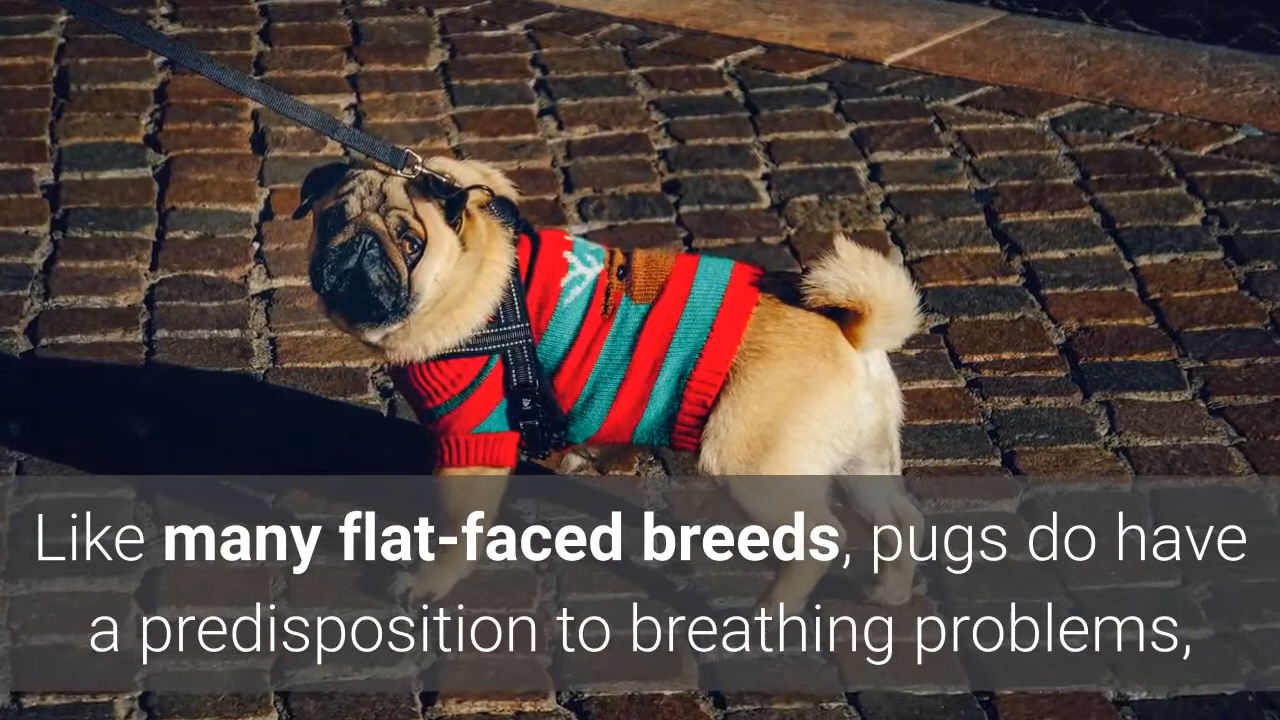 Like many flat-faced breeds, pugs do have
a predisposition to breathing problems,